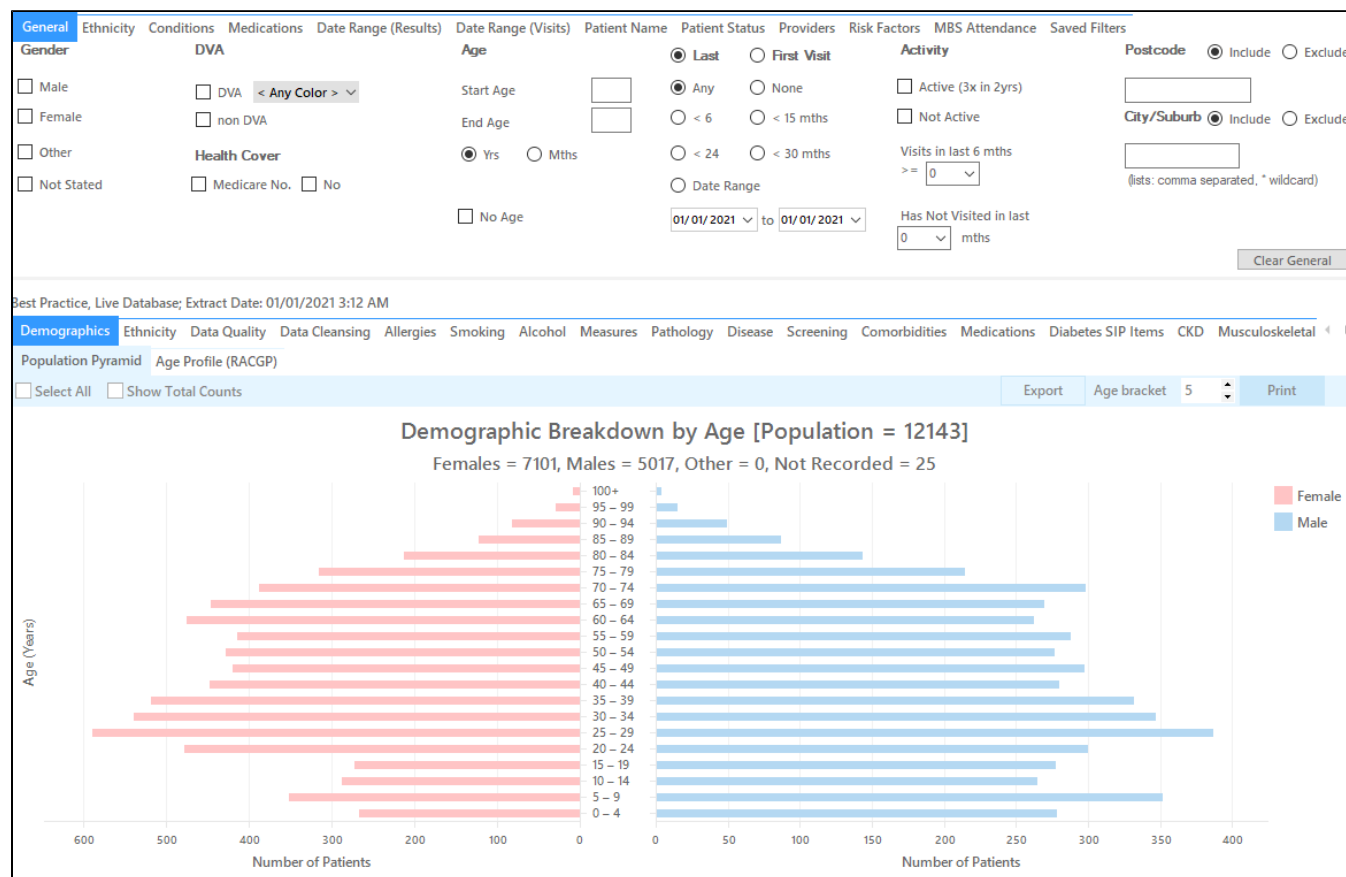 General Ethnicity Conditions Medications Date Range (Results) Date Range (Visits) Patient Name Patient Status Providers Risk Factors MBS Attendance Saved Filters
Gender DVA Age Last First Visit Activity Postcode Include Exclude
Male DVA < Any Color > Start Age Any None Active (3x in 2yrs)
Female non DVA End Age < 6 < 15 mths Not Active City/Suburb Include Exclude
Other Health Cover Yrs Mths < 24 < 30 mths Visits in last 6 mths
>= 0
Not Stated Medicare No. No Date Range (lists: comma separated, * wildcard)
No Age 01/01/2021 to 01/01/2021 Has Not Visited in last
0 mths
Clear General
Best Practice, Live Database; Extract Date: 01/01/2021 3:12 AM
Demographics Ethnicity Data Quality Data Cleansing Allergies Smoking Alcohol Measures Pathology Disease Screening Comorbidities Medications Diabetes SIP Items CKD Musculoskeletal
Population Pyramid Age Profile (RACGP)
Select All Show Total Counts Export Age bracket 5 Print
Demographic Breakdown by Age [Population = 12143]
Females = 7101, Males = 5017, Other = 0, Not Recorded = 25
100+
95 – 99
90 – 94
85 – 89
80 – 84
75 – 79
70 – 74
65 – 69
60 – 64
55 – 59
50 – 54
45 – 49
40 – 44
35 – 39
30 – 34
25 – 29
20 – 24
15 – 19
10 – 14
5 – 9
0 – 4
Female
Male
Age (Years)
600 500 400 300 200 100 0 0 50 100 150 200 250 300 350 400
Number of Patients Number of Patients